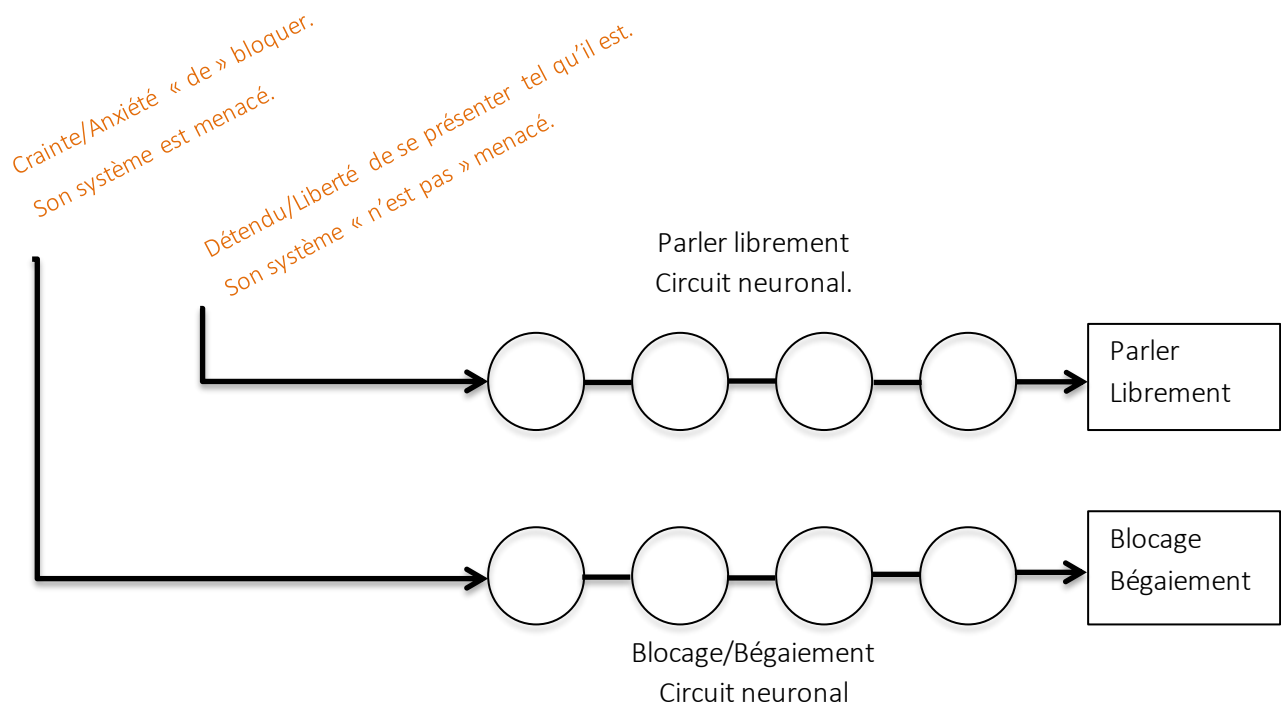 Crainte/Anxiété « de » bloquer.
Son système est menacé.
Détendu/Liberté de se présenter tel qu’il est.
Son système « n’est pas » menacé.
Parler librement
Circuit neuronal.
Parler
Librement
Blocage
Bégaiement
Blocage/Bégaiement
Circuit neuronal